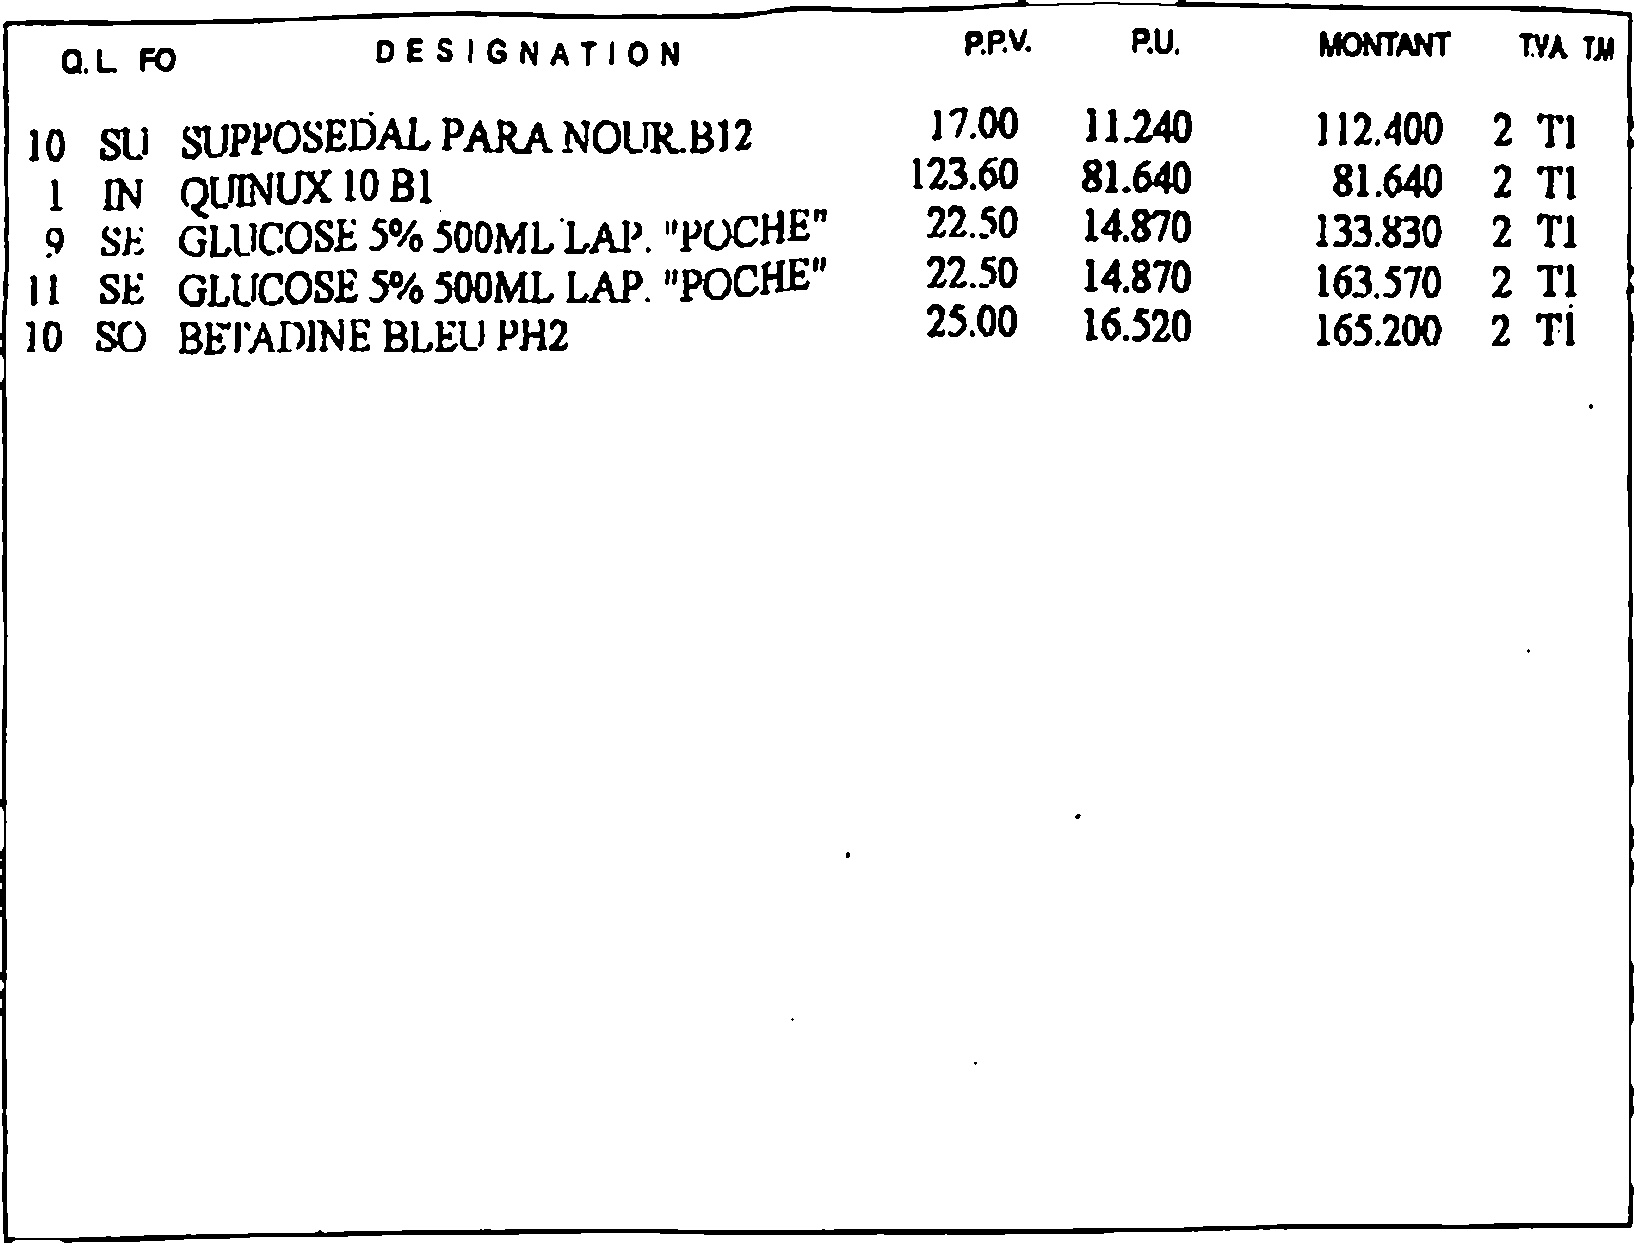 Q.L FO DESIGNATION P.P.V. P.U. MONTANT T.VA T.M
10 SU SUPPOSEDAL PARA NOUR.B12 17.00 11.240 112.400 2 T1
1 IN QUINUX 10 B1 123.60 81.640 81.640 2 T1
9 SE GLUCOSE 5% 500ML LAP. "POCHE" 22.50 14.870 133.830 2 T1
11 SE GLUCOSE 5% 500ML LAP. "POCHE" 22.50 14.870 163.570 2 T1
10 SO BETADINE BLEU PH2 25.00 16.520 165.200 2 T1